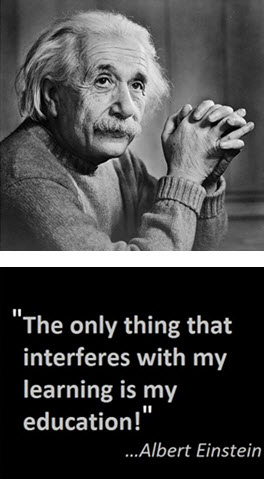 "The only thing that
interferes with my
learning is my
education!"
...Albert Einstein